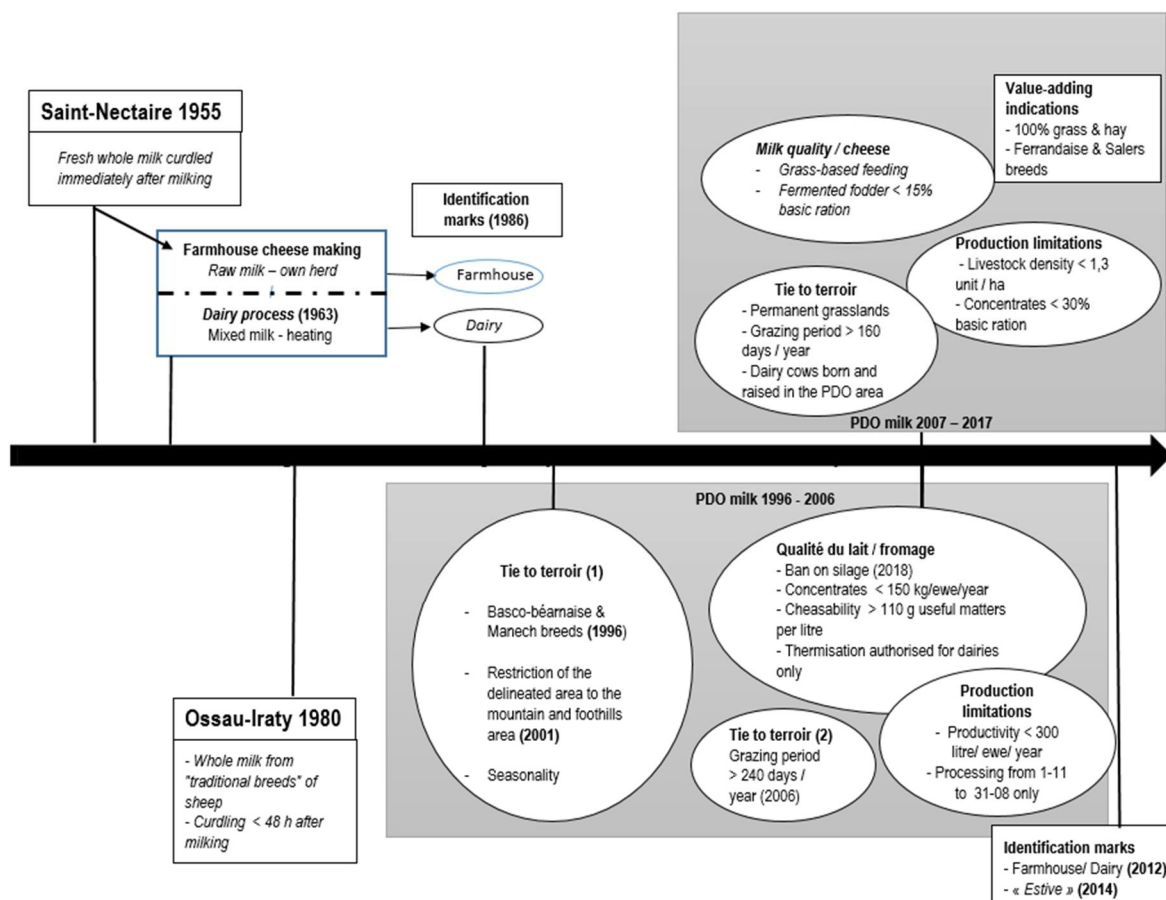 Saint-Nectaire 1955
Fresh whole milk curdled
immediately after milking
Farmhouse cheese making
Raw milk – own herd
Dairy process (1963)
Mixed milk - heating
Identification
marks (1986)
Farmhouse
Dairy
Value-adding
indications
- 100% grass & hay
- Ferrandaise & Salers
breeds
Milk quality / cheese
- Grass-based feeding
- Fermented fodder < 15%
basic ration
Production limitations
- Livestock density < 1,3
unit / ha
- Concentrates < 30%
basic ration
Tie to terroir
- Permanent grasslands
- Grazing period > 160
days / year
- Dairy cows born and
raised in the PDO area
PDO milk 2007 – 2017
PDO milk 1996 - 2006
Ossau-Iraty 1980
- Whole milk from
"traditional breeds" of
sheep
- Curdling < 48 h after
milking
Tie to terroir (1)
- Basco-béarnaise &
Manech breeds (1996)
- Restriction of the
delineated area to the
mountain and foothills
area (2001)
- Seasonality
Qualité du lait / fromage
- Ban on silage (2018)
- Concentrates < 150 kg/ewe/year
- Cheasability > 110 g useful matters
per litre
- Thermisation authorised for dairies
only
Tie to terroir (2)
Grazing period
> 240 days /
year (2006)
Production
limitations
- Productivity < 300
litre/ ewe/ year
- Processing from 1-11
to 31-08 only
Identification marks
- Farmhouse/ Dairy (2012)
- « Estive » (2014)